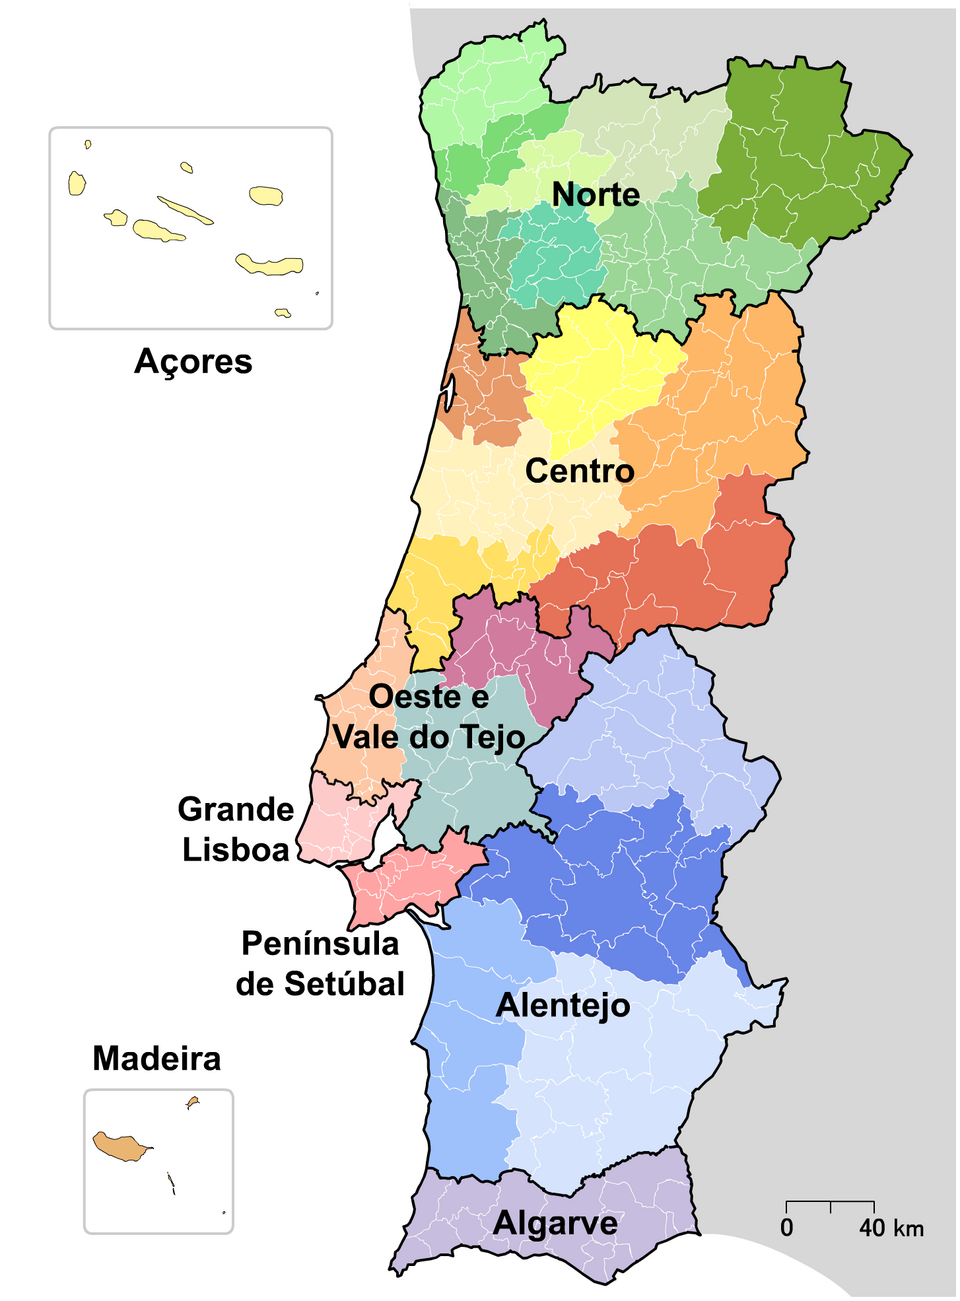 Norte
Açores
Centro
Oeste e
Vale do Tejo
Grande
Lisboa
Península
de Setúbal
Alentejo
Madeira
Algarve
0 40 km